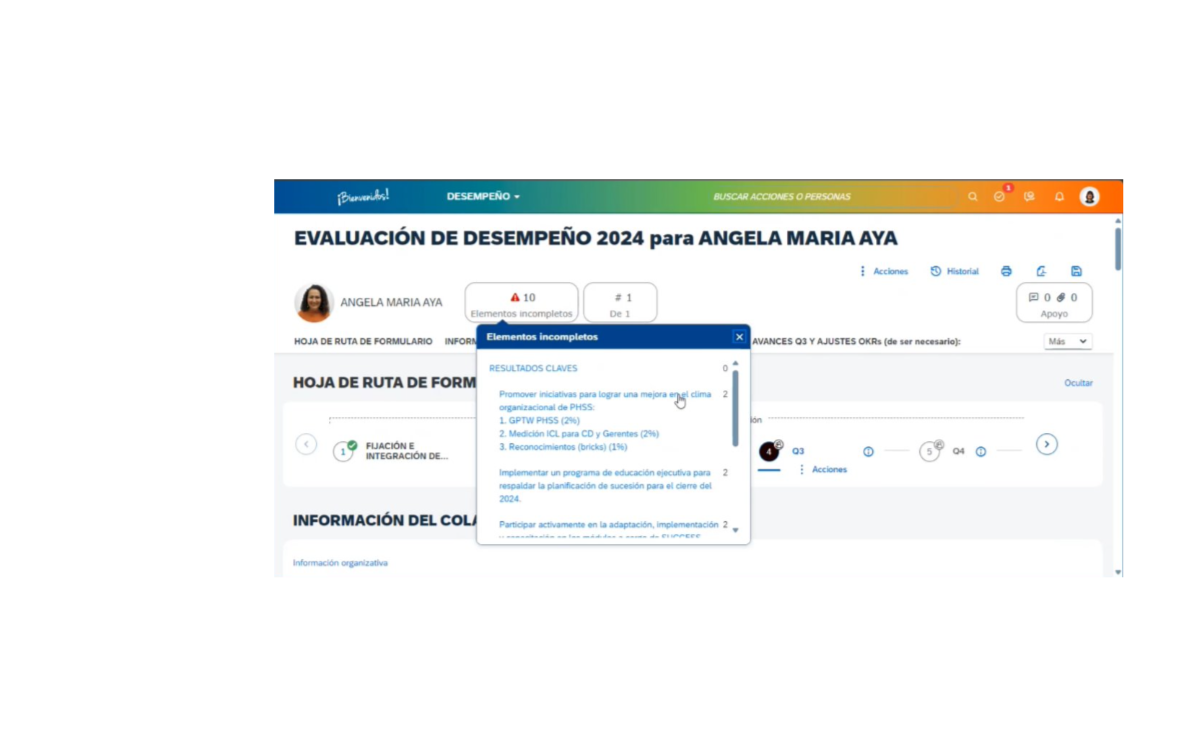 ¡Bienvenidos!
DESEMPEÑO
BUSCAR ACCIONES O PERSONAS
1
EVALUACIÓN DE DESEMPEÑO 2024 para ANGELA MARIA AYA
Acciones
Historial
ANGELA MARIA AYA
10
Elementos incompletos
# 1
De 1
0
0
Apoyo
HOJA DE RUTA DE FORMULARIO
INFORM
AVANCES Q3 Y AJUSTES OKRs (de ser necesario):
Más
Elementos incompletos
RESULTADOS CLAVES 0
Promover iniciativas para lograr una mejora en el clima 2
organizacional de PHSS:
1. GPTW PHSS (2%)
2. Medición ICL para CD y Gerentes (2%)
3. Reconocimientos (bricks) (1%)
Implementar un programa de educación ejecutiva para 2
respaldar la planificación de sucesión para el cierre del
2024.
Participar activamente en la adaptación, implementación 2
HOJA DE RUTA DE FORM
Ocultar
ión
1
FIJACIÓN E
INTEGRACIÓN DE...
4
Q3
Acciones
5
Q4
INFORMACIÓN DEL COLA
Información organizativa